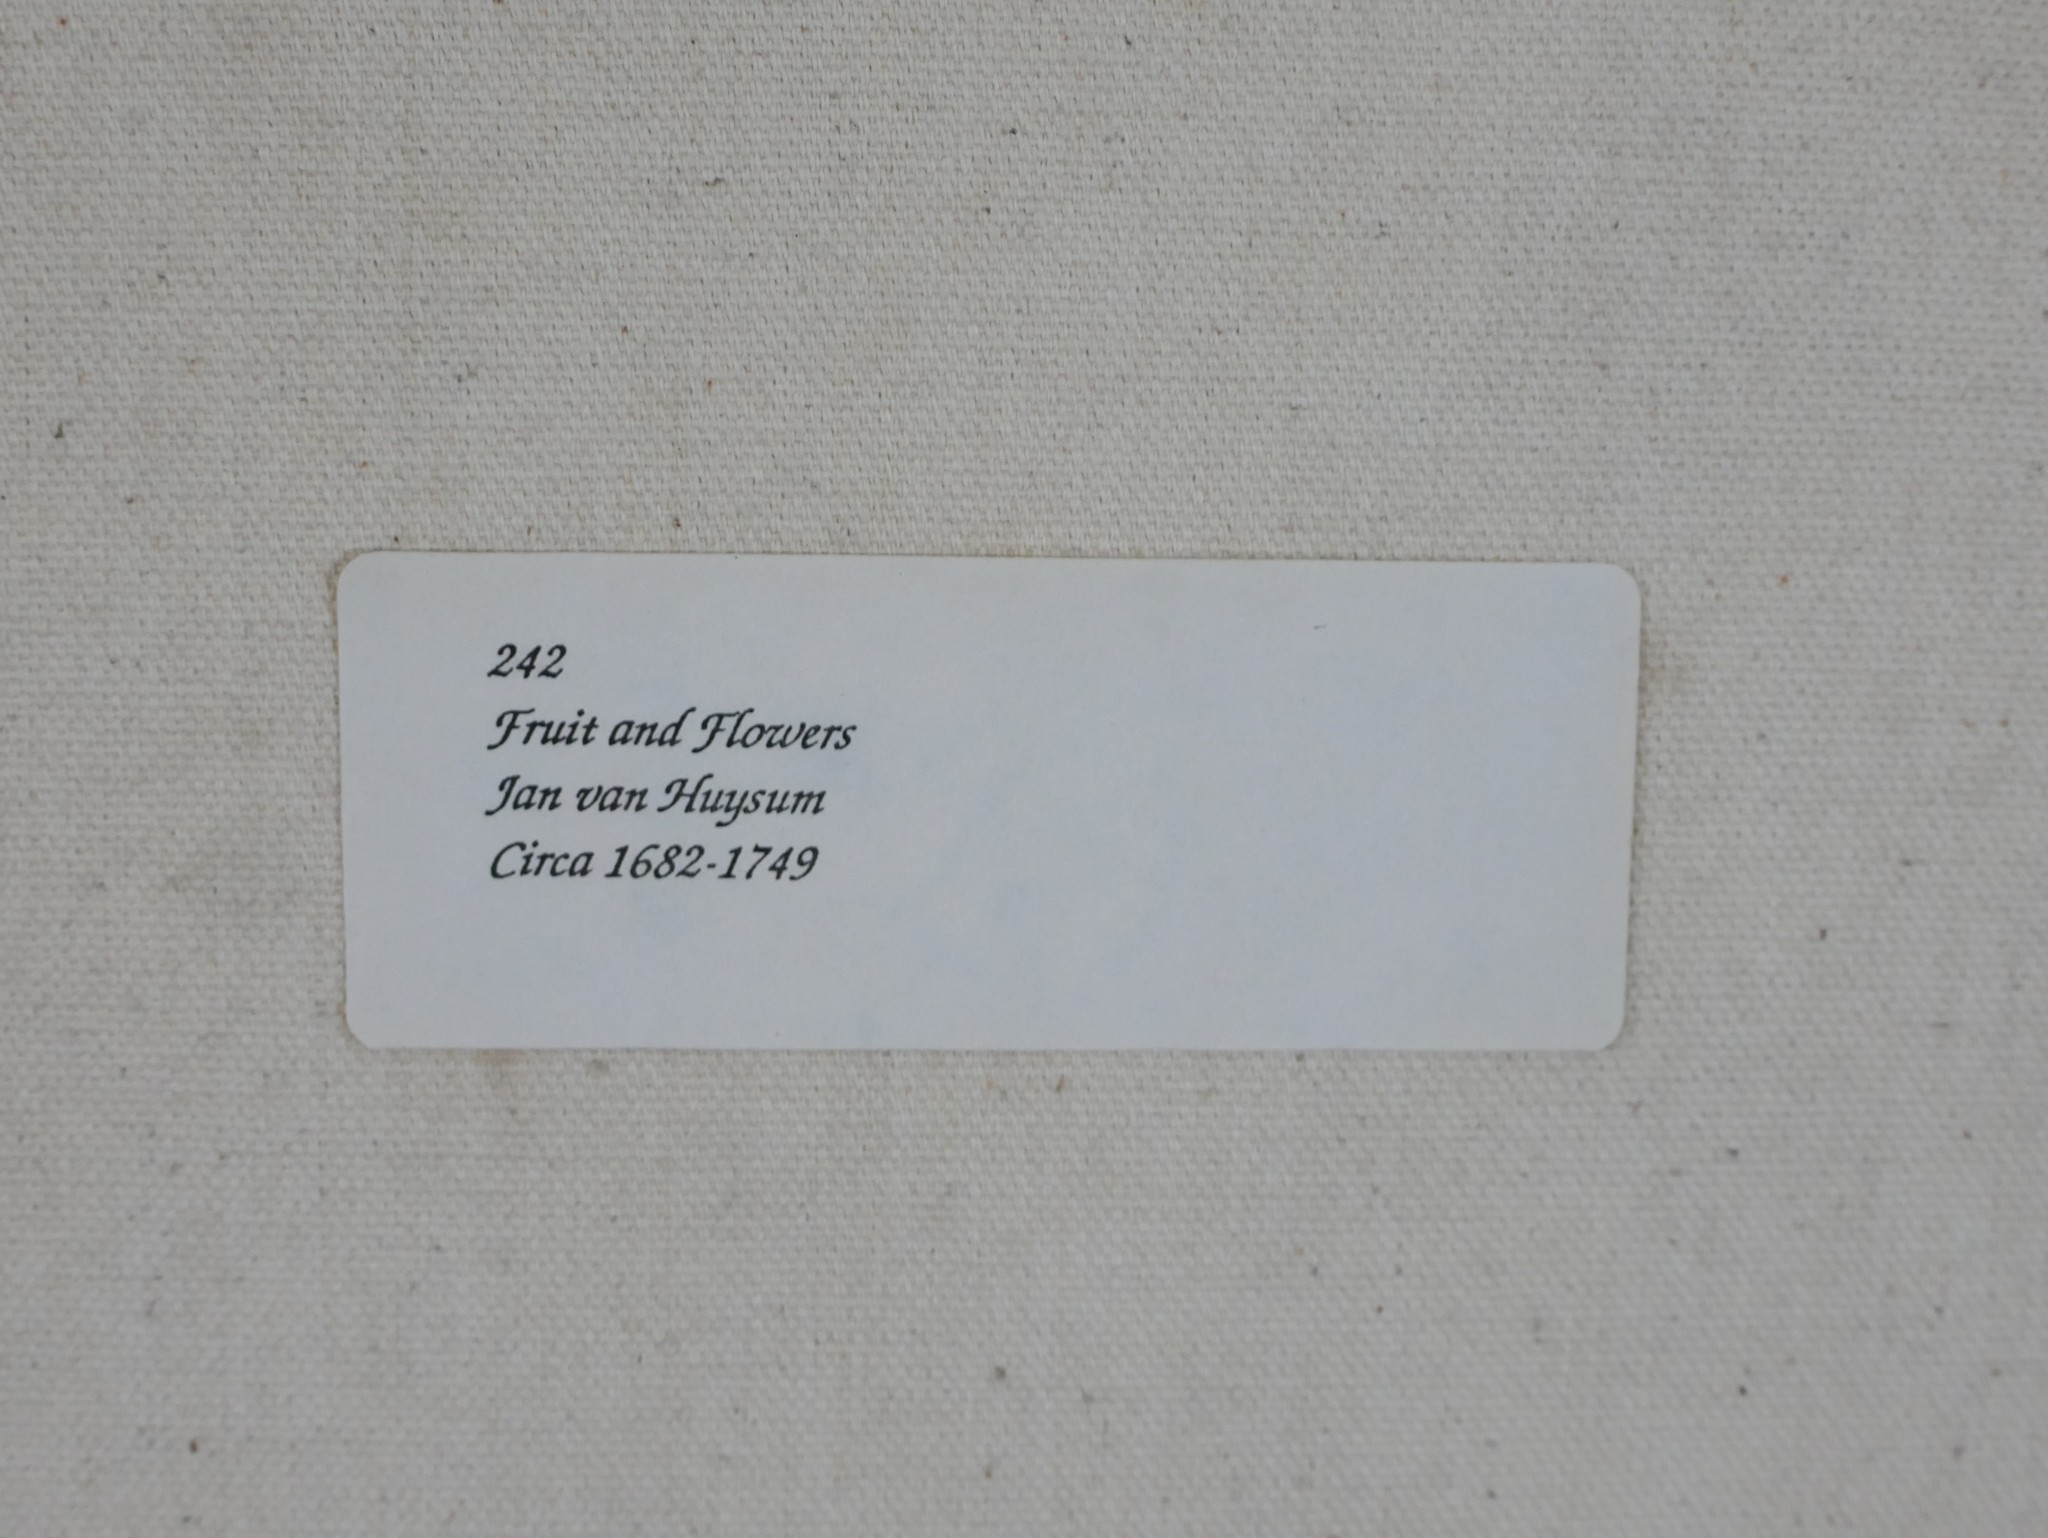 242
Fruit and Flowers
Jan van Huysum
Circa 1682-1749